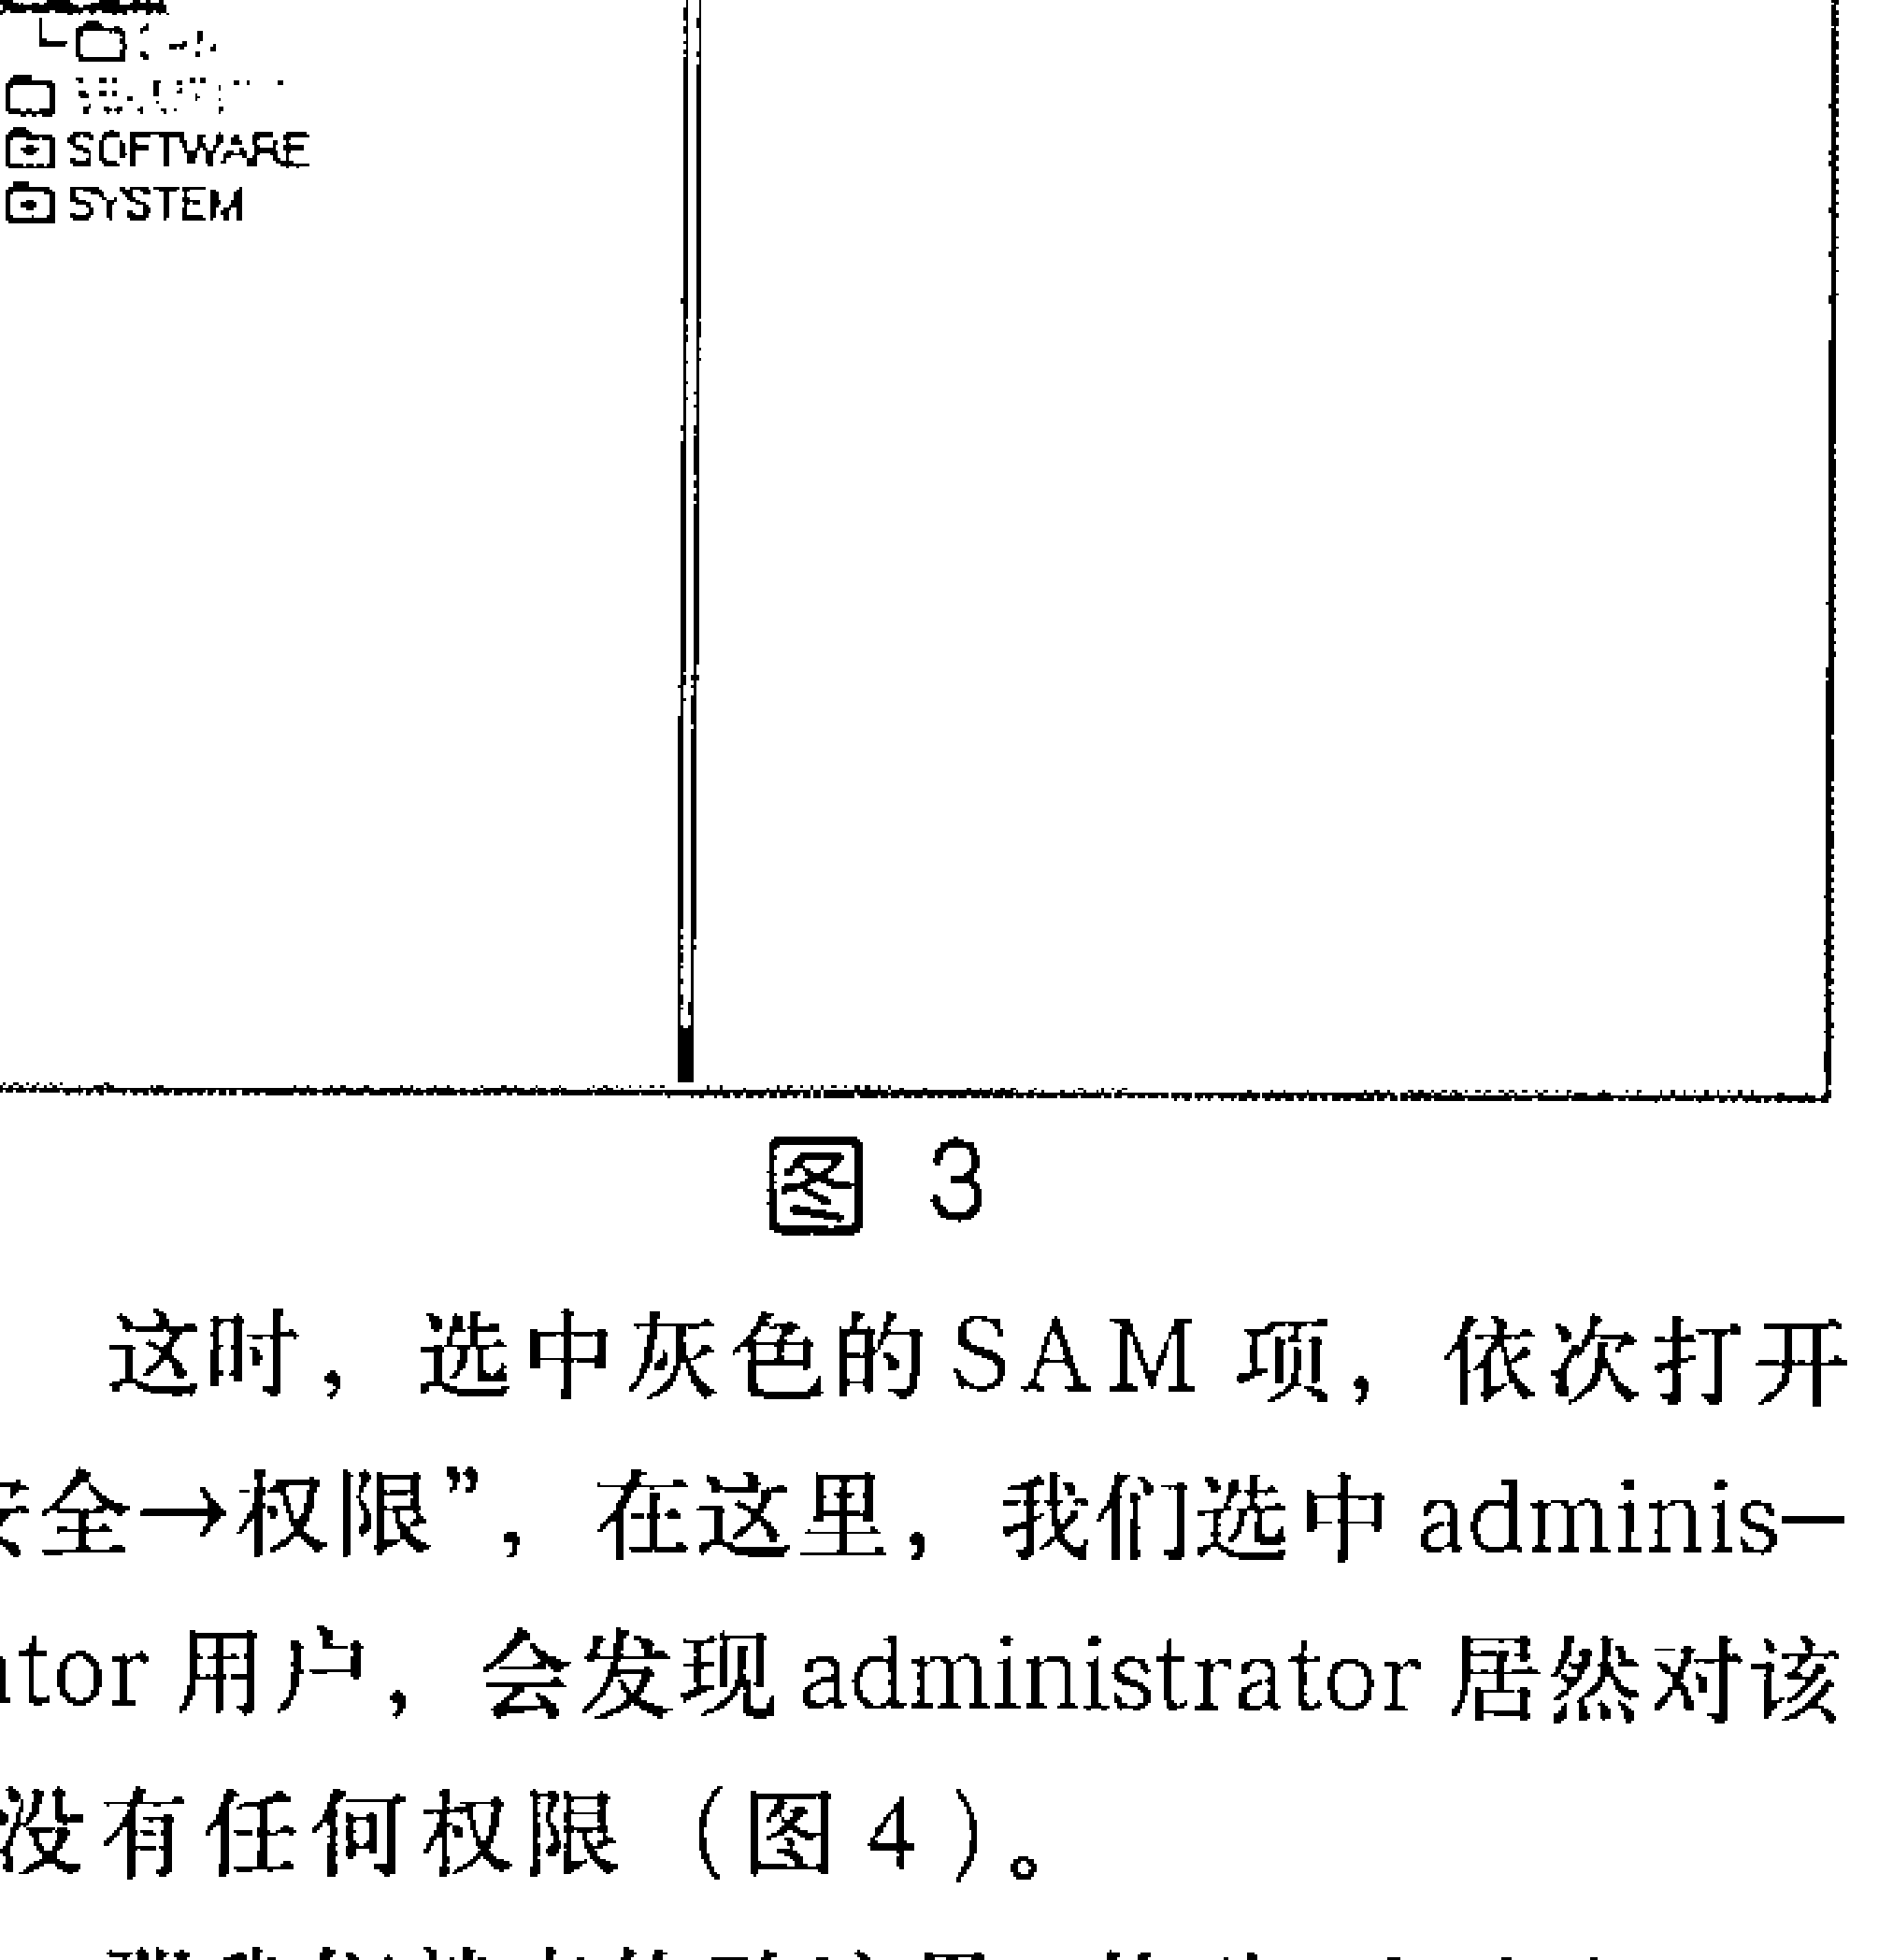 SOFTWARE
SYSTEM
图 3
这时，选中灰色的SAM 项，依次打开
安全→权限”，在这里，我们选中 adminis-
ator 用户，会发现 administrator 居然对该
没有任何权限（图 4）。